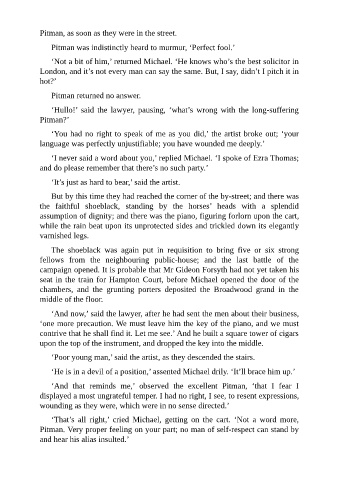 Pitman, as soon as they were in the street.
Pitman was indistinctly heard to murmur, ‘Perfect fool.’
‘Not a bit of him,’ returned Michael. ‘He knows who’s the best solicitor in
London, and it’s not every man can say the same. But, I say, didn’t I pitch it in
hot?’
Pitman returned no answer.
‘Hullo!’ said the lawyer, pausing, ‘what’s wrong with the long-suffering
Pitman?’
‘You had no right to speak of me as you did,’ the artist broke out; ‘your
language was perfectly unjustifiable; you have wounded me deeply.’
‘I never said a word about you,’ replied Michael. ‘I spoke of Ezra Thomas;
and do please remember that there’s no such party.’
‘It’s just as hard to bear,’ said the artist.
But by this time they had reached the corner of the by-street; and there was
the faithful shoeblack, standing by the horses’ heads with a splendid
assumption of dignity; and there was the piano, figuring forlorn upon the cart,
while the rain beat upon its unprotected sides and trickled down its elegantly
varnished legs.
The shoeblack was again put in requisition to bring five or six strong
fellows from the neighbouring public-house; and the last battle of the
campaign opened. It is probable that Mr Gideon Forsyth had not yet taken his
seat in the train for Hampton Court, before Michael opened the door of the
chambers, and the grunting porters deposited the Broadwood grand in the
middle of the floor.
‘And now,’ said the lawyer, after he had sent the men about their business,
‘one more precaution. We must leave him the key of the piano, and we must
contrive that he shall find it. Let me see.’ And he built a square tower of cigars
upon the top of the instrument, and dropped the key into the middle.
‘Poor young man,’ said the artist, as they descended the stairs.
‘He is in a devil of a position,’ assented Michael drily. ‘It’ll brace him up.’
‘And that reminds me,’ observed the excellent Pitman, ‘that I fear I
displayed a most ungrateful temper. I had no right, I see, to resent expressions,
wounding as they were, which were in no sense directed.’
‘That’s all right,’ cried Michael, getting on the cart. ‘Not a word more,
Pitman. Very proper feeling on your part; no man of self-respect can stand by
and hear his alias insulted.’